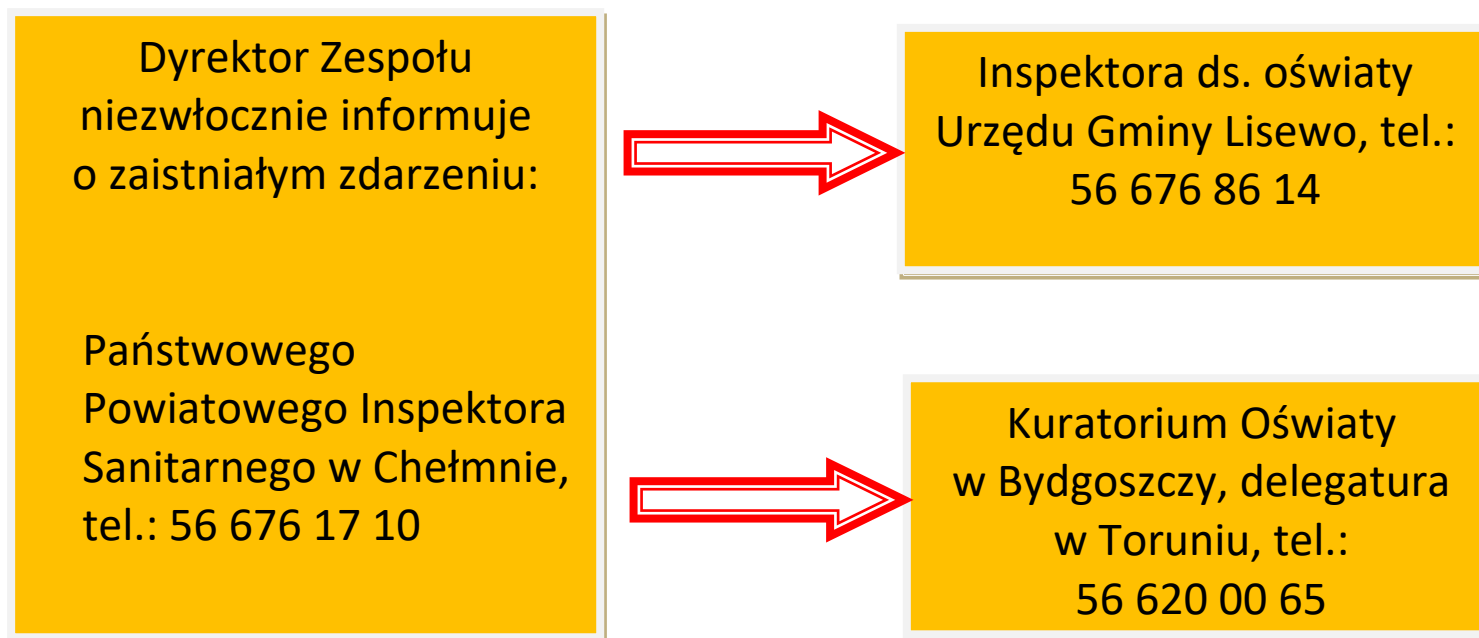 Dyrektor Zespołu
niezwłocznie informuje
o zaistniałym zdarzeniu:
Państwowego
Powiatowego Inspektora
Sanitarnego w Chełmnie,
tel.: 56 676 17 10
Inspektora ds. oświaty
Urzędu Gminy Lisewo, tel.:
56 676 86 14
Kuratorium Oświaty
w Bydgoszczy, delegatura
w Toruniu, tel.:
56 620 00 65